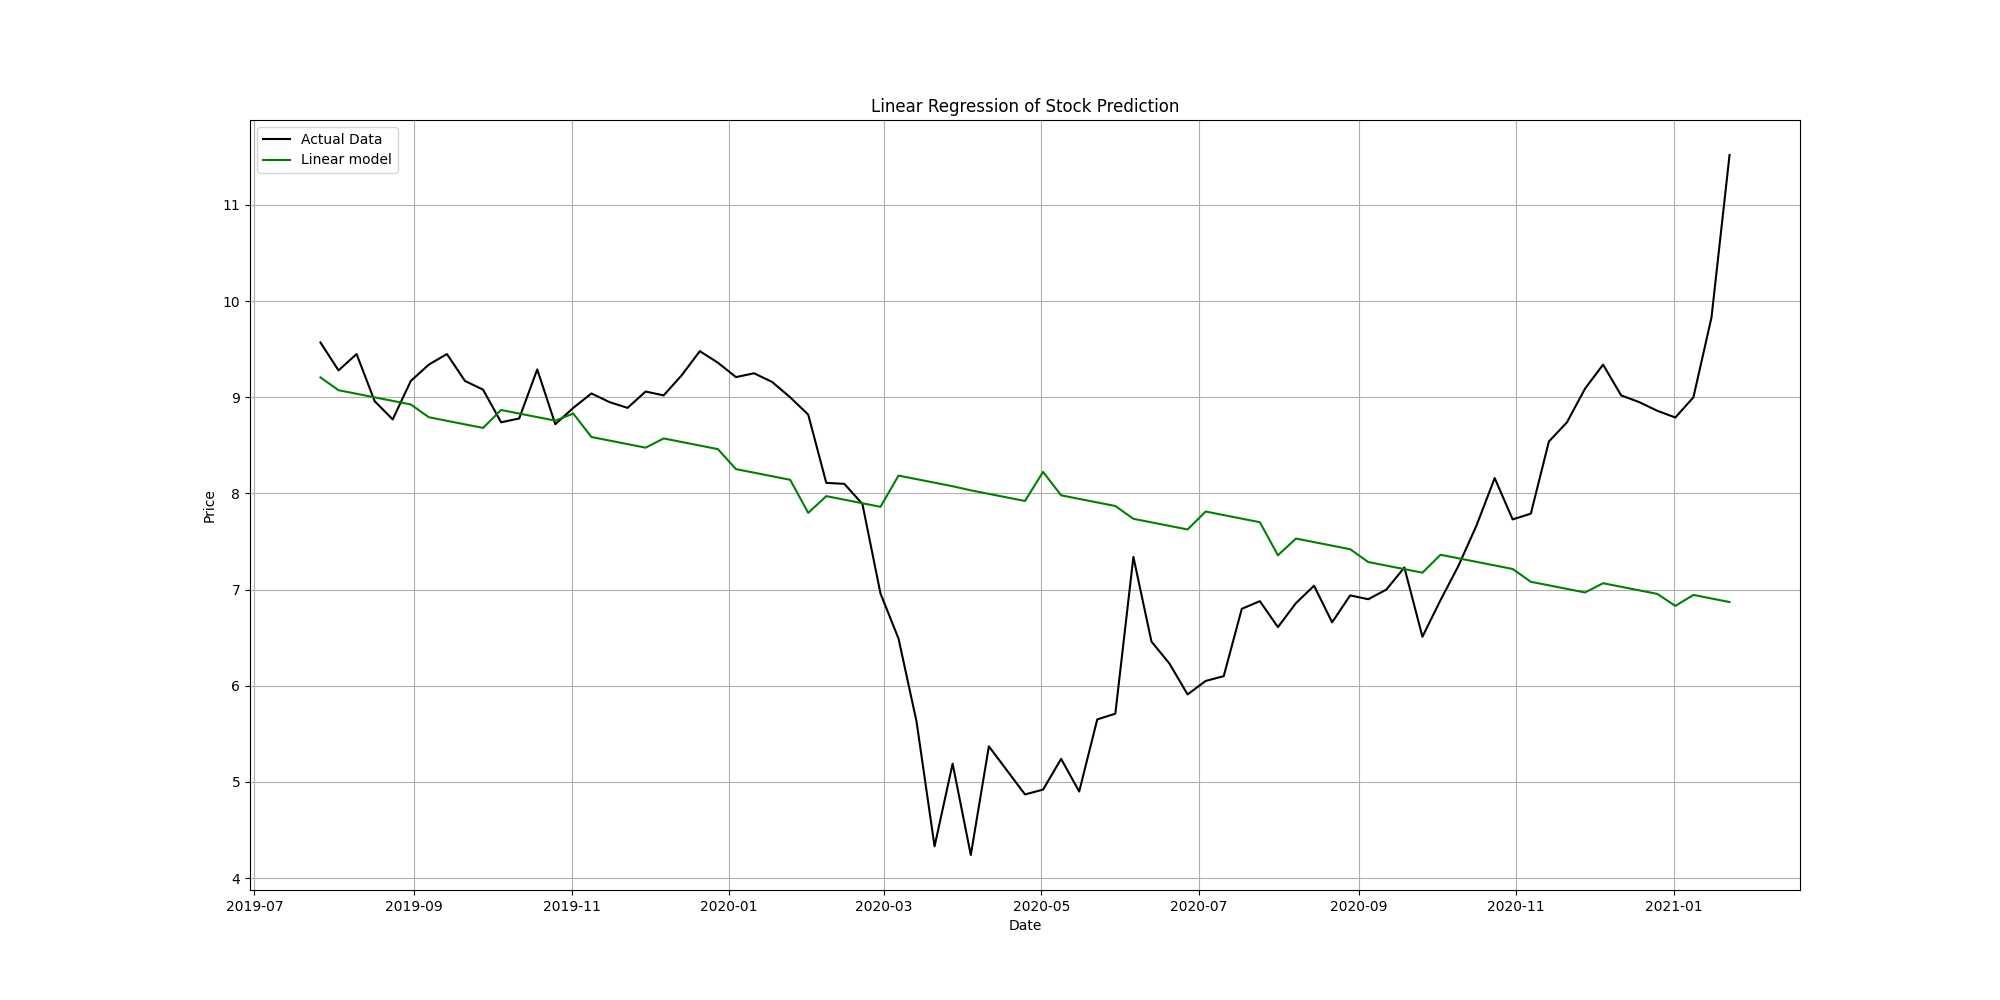 Linear Regression of Stock Prediction
Actual Data
Linear model
11
10
9
8
7
6
5
4
Price
2019-07 2019-09 2019-11 2020-01 2020-03 2020-05 2020-07 2020-09 2020-11 2021-01
Date